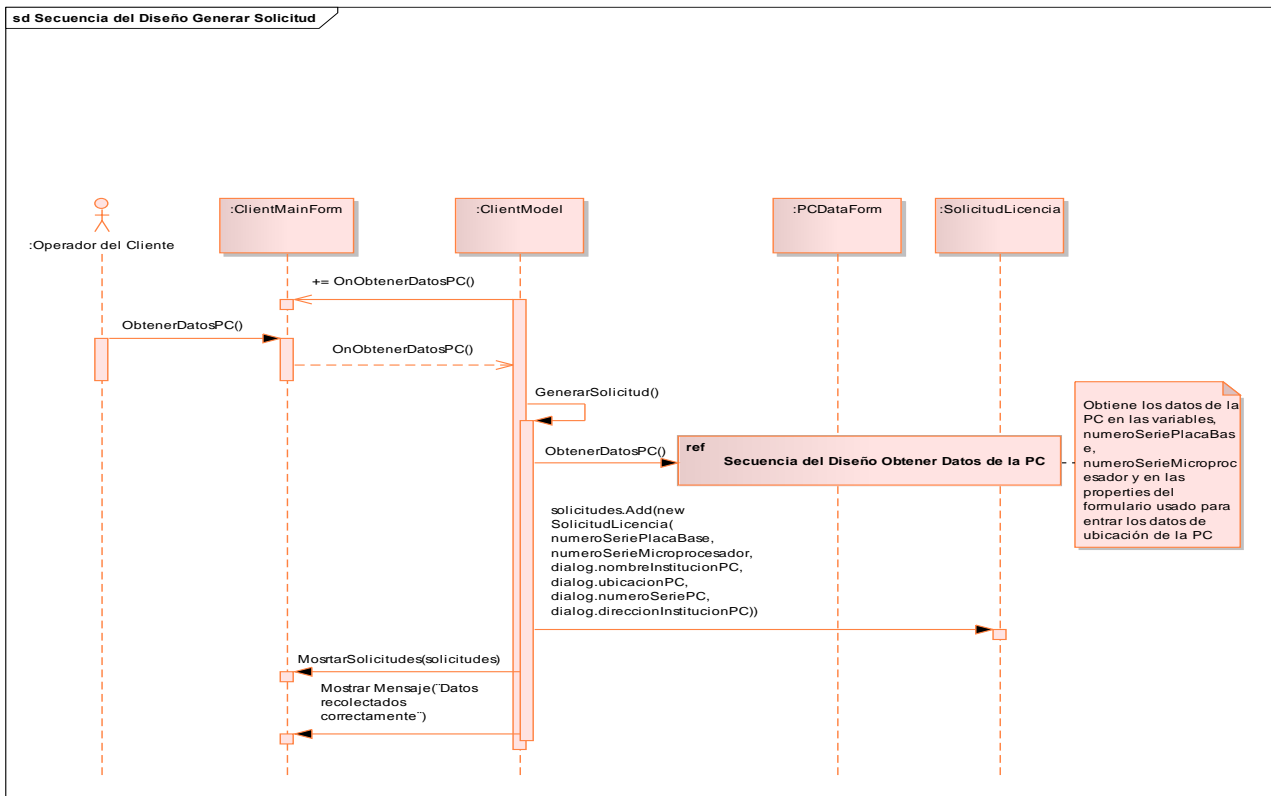 sd Secuencia del Diseño Generar Solicitud
:Operador del Cliente
:ClientMainForm
:ClientModel
:PCDataForm
:SolicitudLicencia
+= OnObtenerDatosPC()
ObtenerDatosPC()
OnObtenerDatosPC()
GenerarSolicitud()
ObtenerDatosPC()
ref
Secuencia del Diseño Obtener Datos de la PC
Obtiene los datos de la
PC en las variables,
numeroSeriePlacaBas
e,
numeroSerieMicroproc
esador y en las
properties del
formulario usado para
entrar los datos de
ubicación de la PC
solicitudes.Add(new
SolicitudLicencia(
numeroSeriePlacaBase,
numeroSerieMicroprocesador,
dialog.nombreInstitucionPC,
dialog.ubicacionPC,
dialog.numeroSeriePC,
dialog.direccionInstitucionPC))
MosrtarSolicitudes(solicitudes)
Mostrar Mensaje(¨Datos
recolectados
correctamente¨)